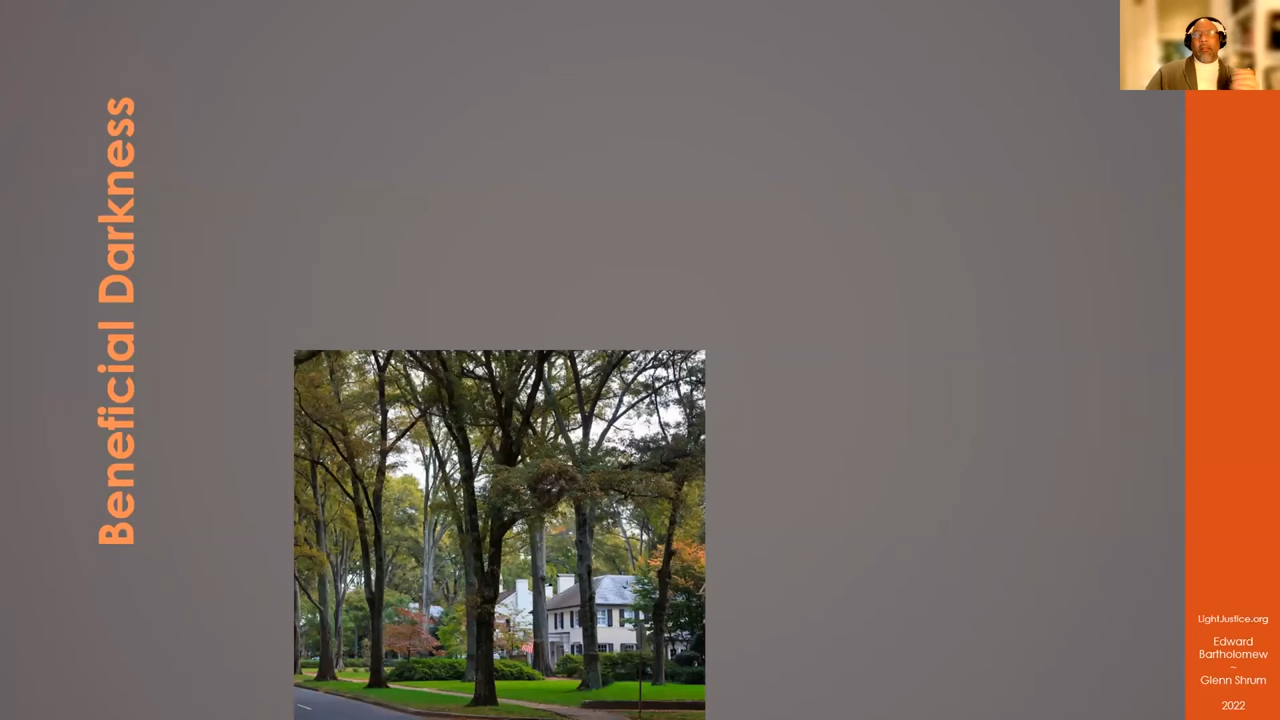 Beneficial Darkness
LightJustice.org
Edward
Bartholomew
~
Glenn Shrum
2022